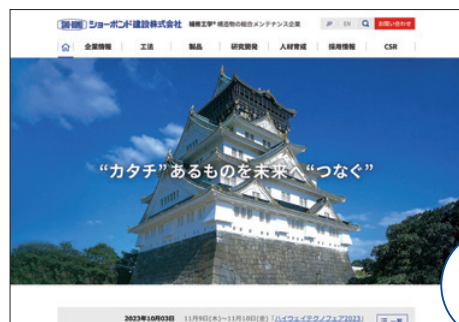 SHO-BOND ショーボンド建設株式会社 補修工学® 構造物の総合メンテナンス企業 JP EN お問い合わせ
企業情報 工法 製品 研究開発 人材育成 採用情報 CSR
“カタチ”あるものを未来へ“つなぐ”
2023年10月03日 11月9日(木)~11月10日(金)「ハイウェイテクノフェア2023」 一覧